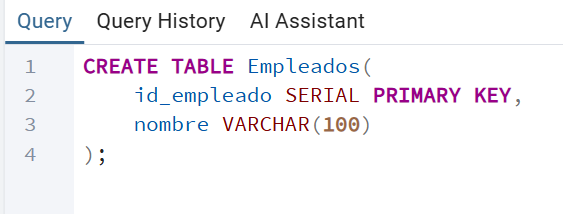 Query Query History AI Assistant
1 CREATE TABLE Empleados(
2 id_empleado SERIAL PRIMARY KEY,
3 nombre VARCHAR(100)
4 );